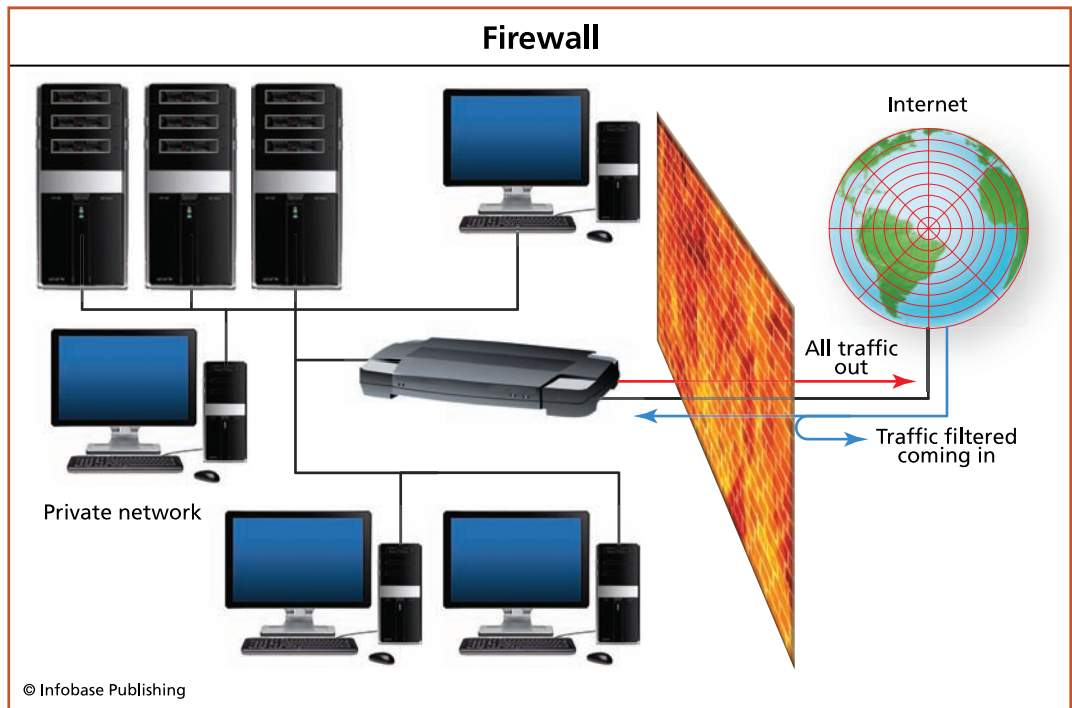 Firewall
Internet
All traffic
out
Traffic filtered
coming in
Private network
© Infobase Publishing